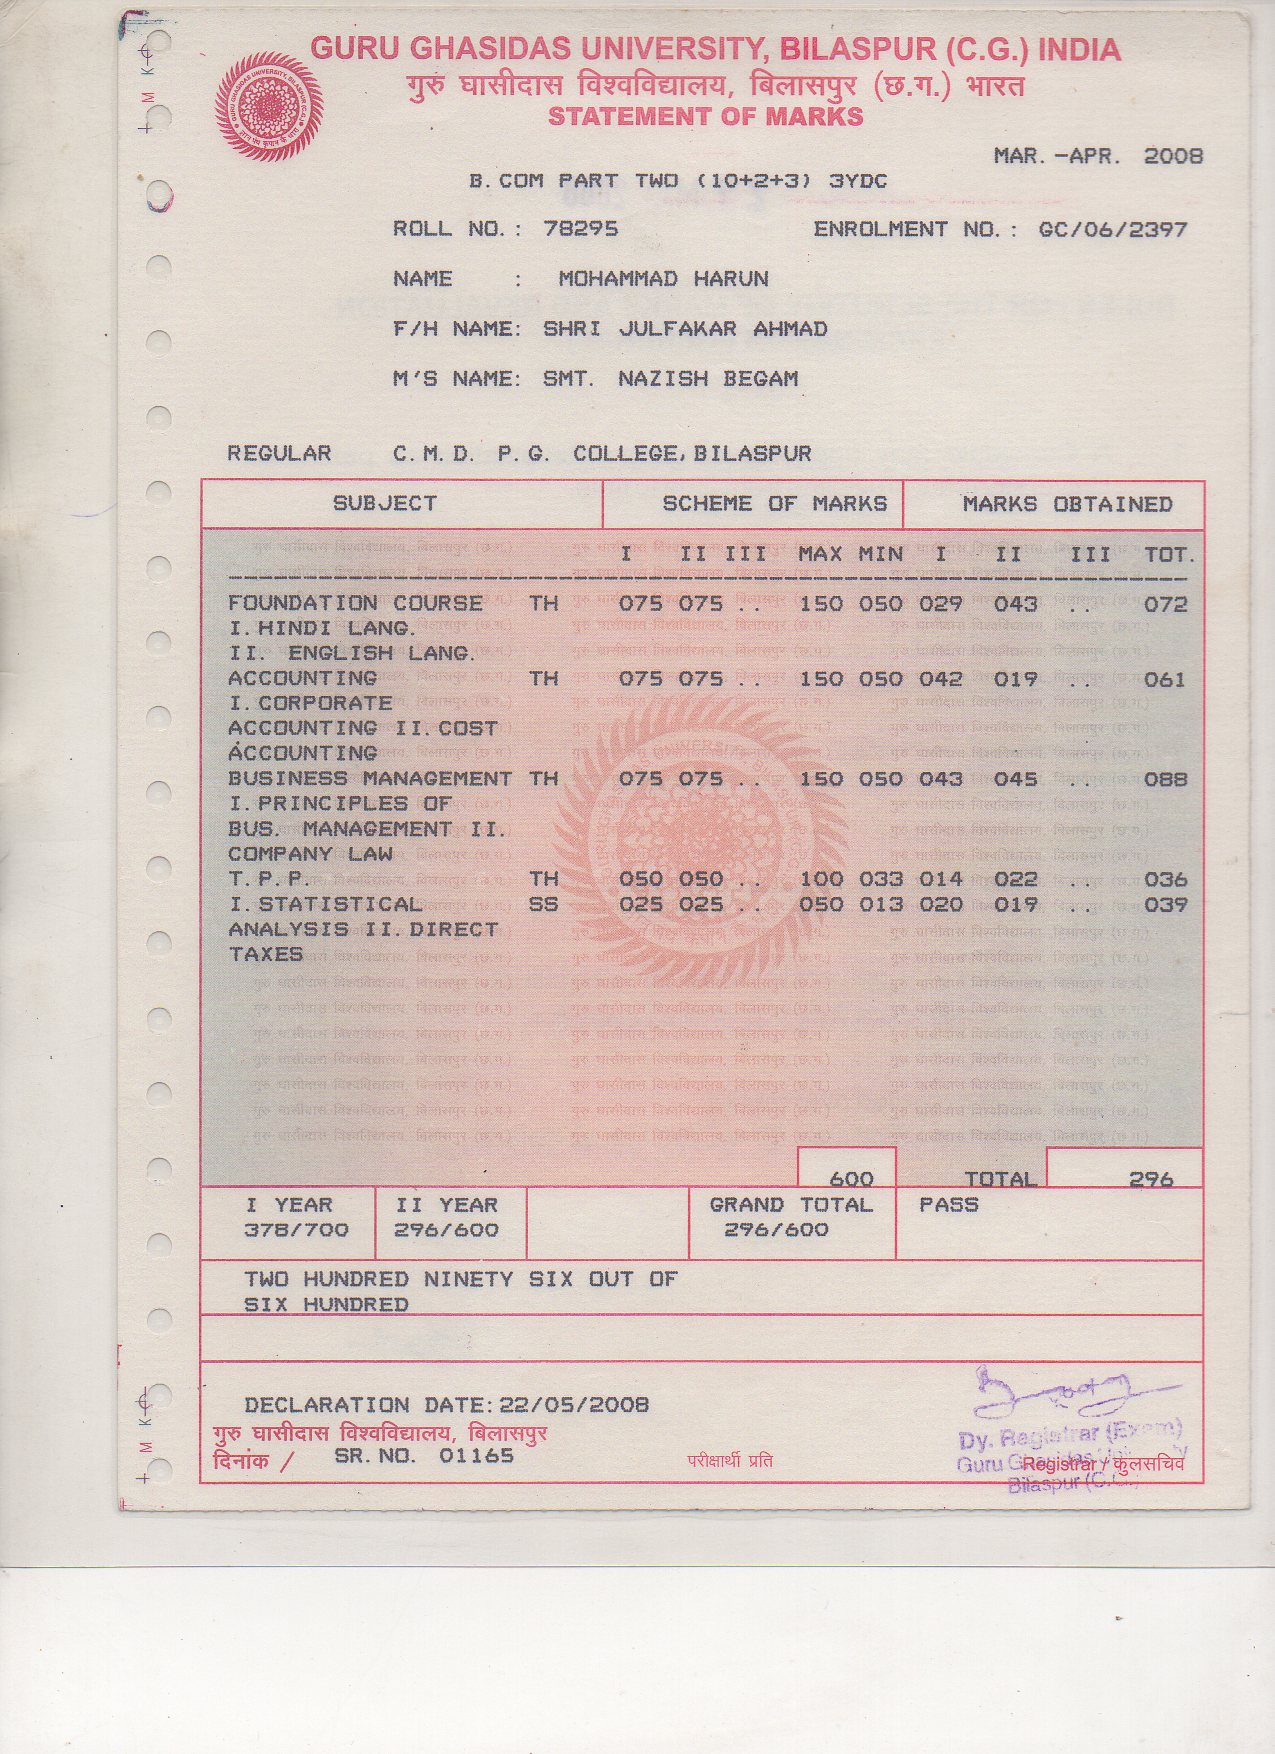 GURU GHASIDAS UNIVERSITY, BILASPUR (C.G.) INDIA
गुरु घासीदास विश्वविद्यालय, बिलासपुर (छ.ग.) भारत
STATEMENT OF MARKS
MAR.-APR. 2008
B.COM PART TWO (10+2+3) 3YDC
ROLL NO.: 78295 ENROLMENT NO.: GC/06/2397
NAME : MOHAMMAD HARUN
F/H NAME: SHRI JULFAKAR AHMAD
M'S NAME: SMT. NAZISH BEGAM
REGULAR C.M.D. P.G. COLLEGE,BILASPUR
SUBJECT SCHEME OF MARKS MARKS OBTAINED
I II III MAX MIN I II III TOT.
FOUNDATION COURSE TH 075 075 .. 150 050 029 043 .. 072
I.HINDI LANG.
II. ENGLISH LANG.
ACCOUNTING TH 075 075 .. 150 050 042 019 .. 061
I.CORPORATE
ACCOUNTING II.COST
ACCOUNTING
BUSINESS MANAGEMENT TH 075 075 .. 150 050 043 045 .. 088
I.PRINCIPLES OF
BUS. MANAGEMENT II.
COMPANY LAW
T.P.P. TH 050 050 .. 100 033 014 022 .. 036
I.STATISTICAL SS 025 025 .. 050 013 020 019 .. 039
ANALYSIS II.DIRECT
TAXES
600 TOTAL 296
I YEAR II YEAR GRAND TOTAL PASS
378/700 296/600 296/600
TWO HUNDRED NINETY SIX OUT OF
SIX HUNDRED
DECLARATION DATE:22/05/2008
गुरु घासीदास विश्वविद्यालय, बिलासपुर
दिनांक / SR.NO. 01165 परीक्षार्थी प्रति Registrar / कुलसचिव
Dy. Registrar (Exam)
Guru
Bilaspur (C.G.)